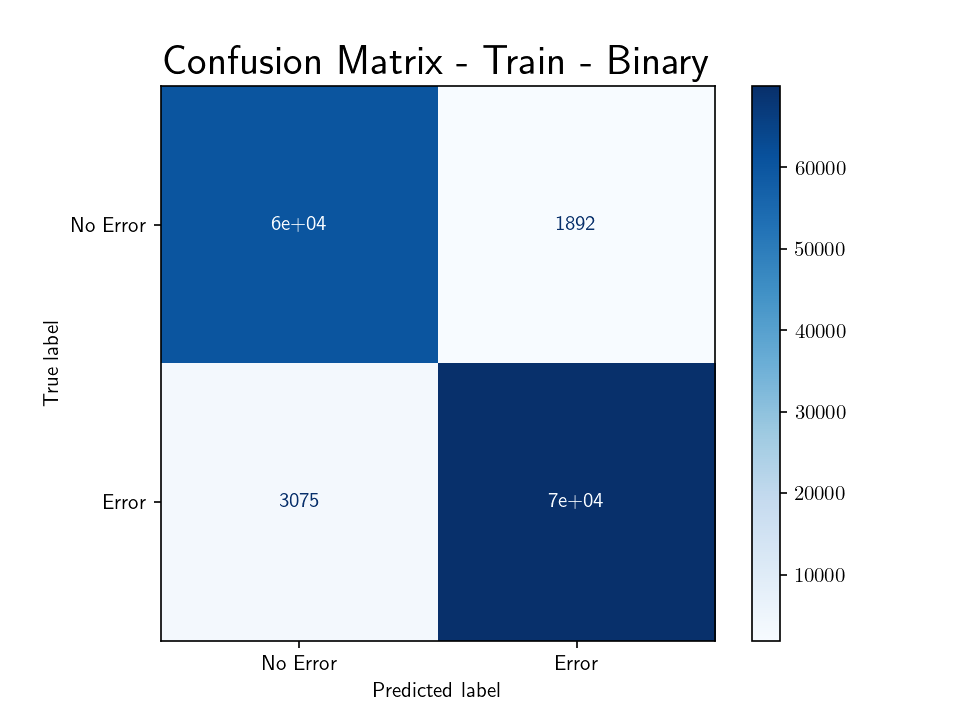 Confusion Matrix - Train - Binary
No Error
6e+04
1892
Error
3075
7e+04
No Error
Error
Predicted label
True label
60000
50000
40000
30000
20000
10000